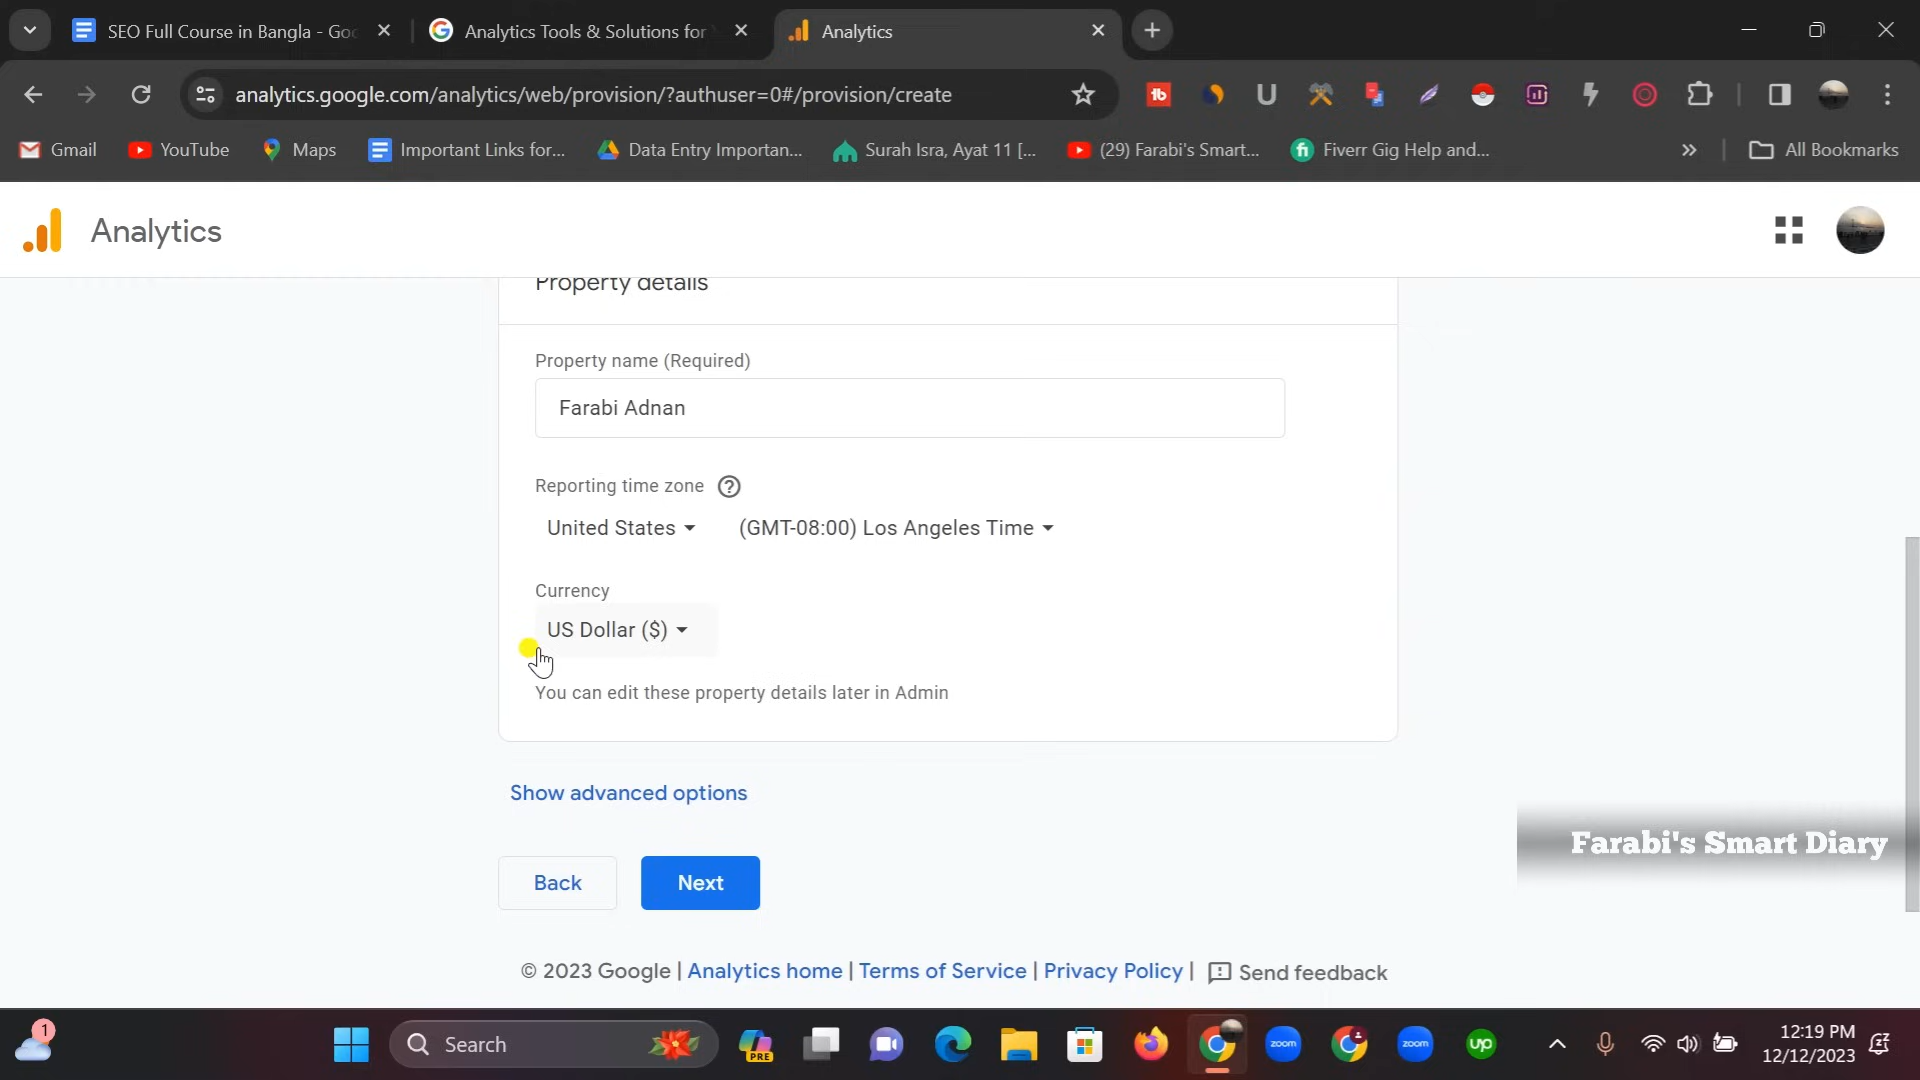 SEO Full Course in Bangla - Goo
Analytics Tools & Solutions for
Analytics
analytics.google.com/analytics/web/provision/?authuser=0#/provision/create
Gmail
YouTube
Maps
Important Links for...
Data Entry Importan...
Surah Isra, Ayat 11 [...
(29) Farabi's Smart...
Fiverr Gig Help and...
All Bookmarks
Analytics
Property details
Property name (Required)
Farabi Adnan
Reporting time zone
United States (GMT-08:00) Los Angeles Time
Currency
US Dollar ($)
You can edit these property details later in Admin
Show advanced options
Farabi's Smart Diary
Back Next
© 2023 Google | Analytics home | Terms of Service | Privacy Policy | Send feedback
1
Search
PRE
zoom
zoom
up
12:19 PM
12/12/2023